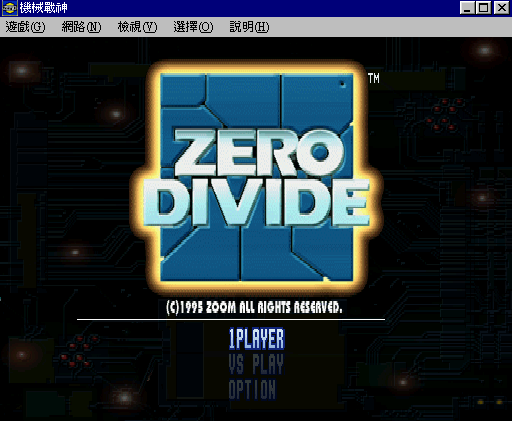 機械戰神
遊戲(G) 網路(N) 檢視(V) 選擇(O) 說明(H)
ZERO
DIVIDE
TM
(C)1995 ZOOM ALL RIGHTS RESERVED.
1PLAYER
VS PLAY
OPTION